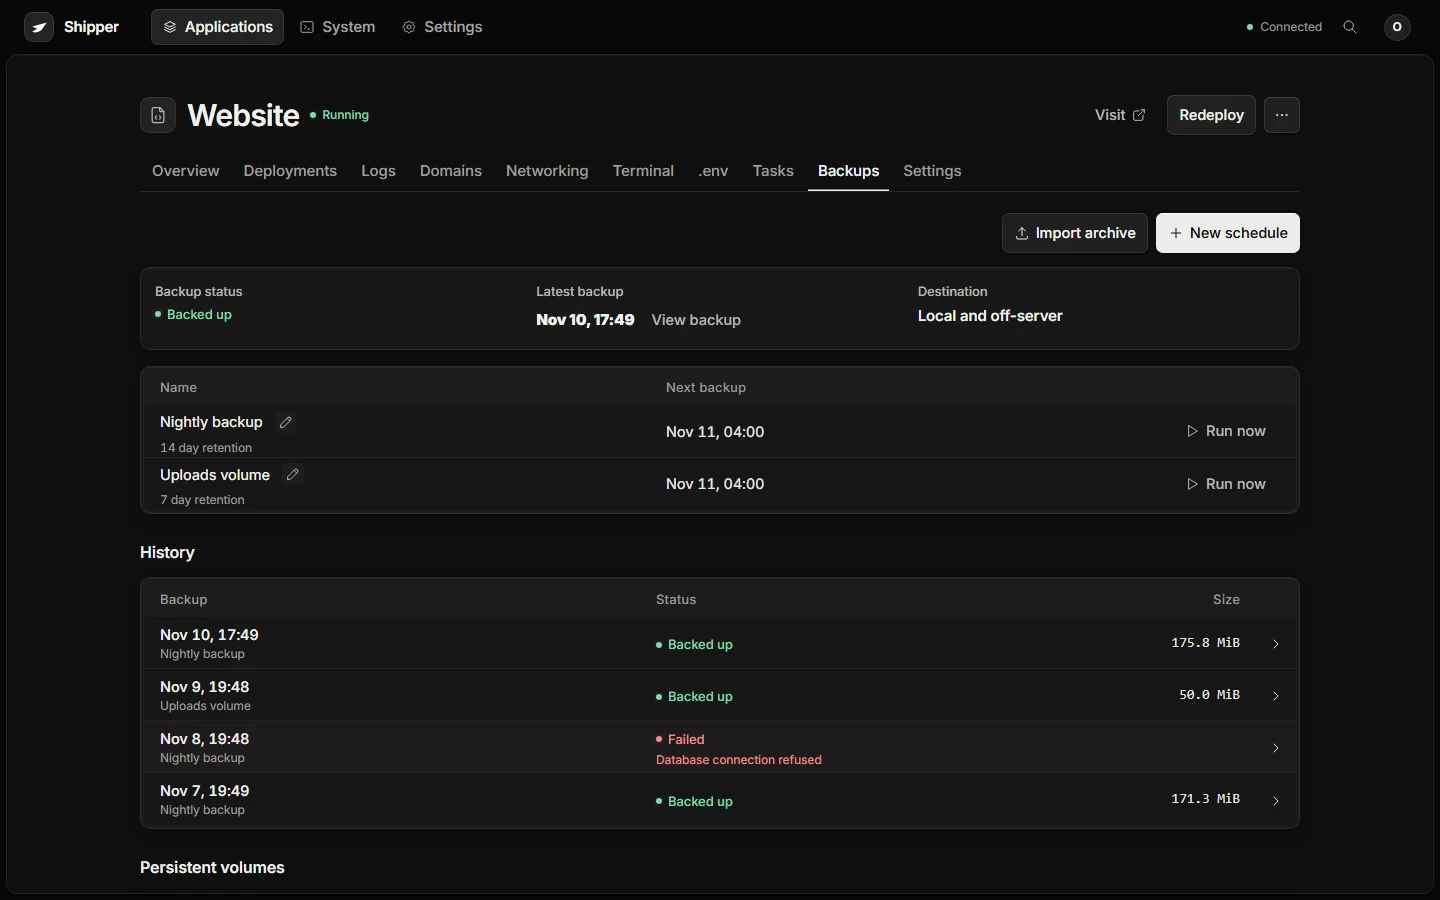 Shipper
Applications
System
Settings
Connected
O
Website
Running
Visit
Redeploy
Overview
Deployments
Logs
Domains
Networking
Terminal
.env
Tasks
Backups
Settings
Import archive
New schedule
Backup status
Backed up
Latest backup
Nov 10, 17:49 View backup
Destination
Local and off-server
Name
Next backup
Nightly backup
14 day retention
Nov 11, 04:00
Run now
Uploads volume
7 day retention
Nov 11, 04:00
Run now
History
Backup
Status
Size
Nov 10, 17:49
Nightly backup
Backed up
175.8 MiB
Nov 9, 19:48
Uploads volume
Backed up
50.0 MiB
Nov 8, 19:48
Nightly backup
Failed
Database connection refused
Nov 7, 19:49
Nightly backup
Backed up
171.3 MiB
Persistent volumes